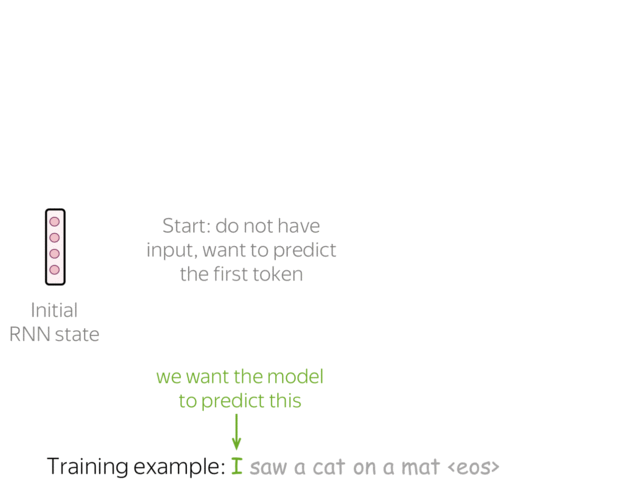 Start: do not have
input, want to predict
the first token
Initial
RNN state
we want the model
to predict this
Training example: I saw a cat on a mat <eos>